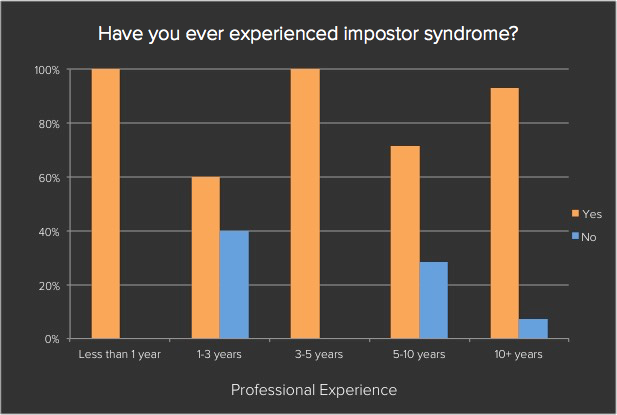 Have you ever experienced impostor syndrome?
100%
80%
60%
40%
20%
0%
Yes
No
Less than 1 year
1-3 years
3-5 years
5-10 years
10+ years
Professional Experience